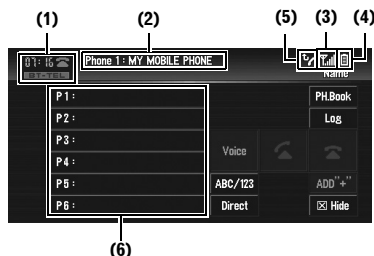 (1) (2) (5) (3) (4)
07:16 Phone 1 : MY MOBILE PHONE
BT-TEL Name
P1 : PH.Book
P2 : Log
P3 :
Voice
P4 :
P5 : ABC/123 ADD"+"
P6 : Direct Hide
(6)